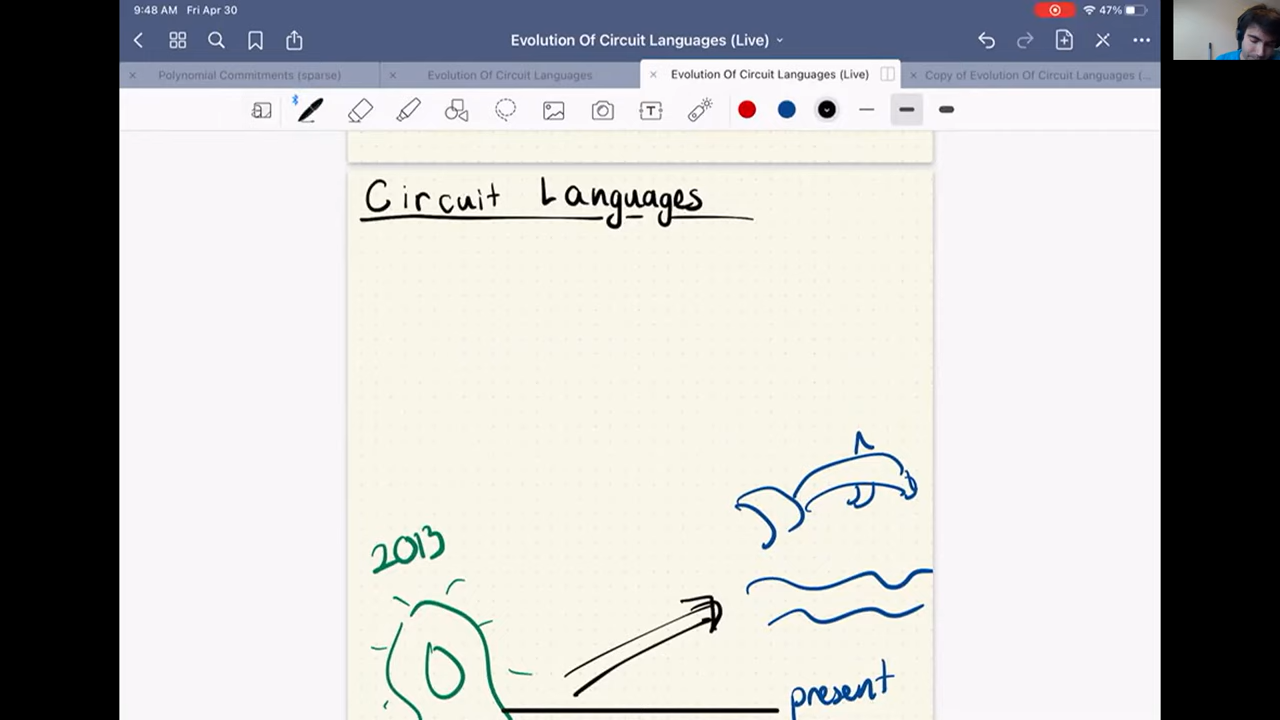 9:48 AM Fri Apr 30
47%
Evolution Of Circuit Languages (Live)
Polynomial Commitments (sparse)
Evolution Of Circuit Languages
Evolution Of Circuit Languages (Live)
Copy of Evolution Of Circuit Languages (...
T
Circuit Languages
2013
present